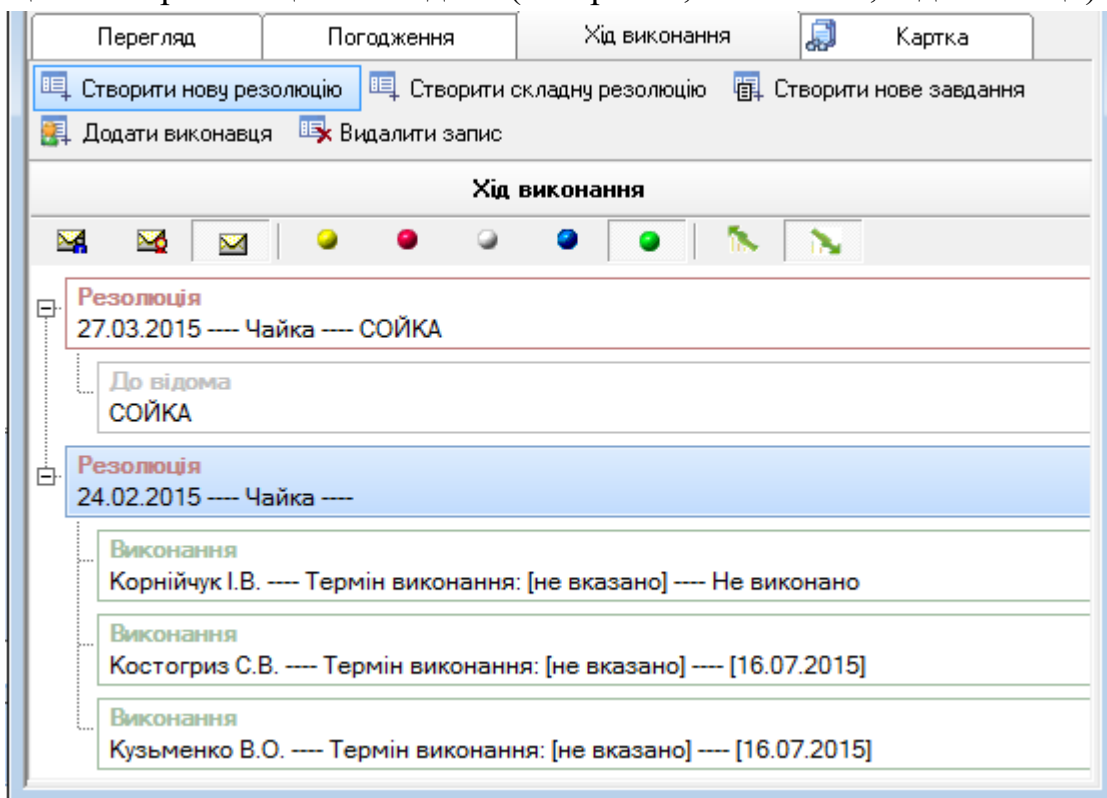 Перегляд Погодження Хід виконання Картка
Створити нову резолюцію Створити складну резолюцію Створити нове завдання
Додати виконавця Видалити запис
Хід виконання
Резолюція
27.03.2015 ---- Чайка ---- СОЙКА
До відома
СОЙКА
Резолюція
24.02.2015 ---- Чайка ----
Виконання
Корнійчук І.В. ---- Термін виконання: [не вказано] ---- Не виконано
Виконання
Костогриз С.В. ---- Термін виконання: [не вказано] ---- [16.07.2015]
Виконання
Кузьменко В.О. ---- Термін виконання: [не вказано] ---- [16.07.2015]